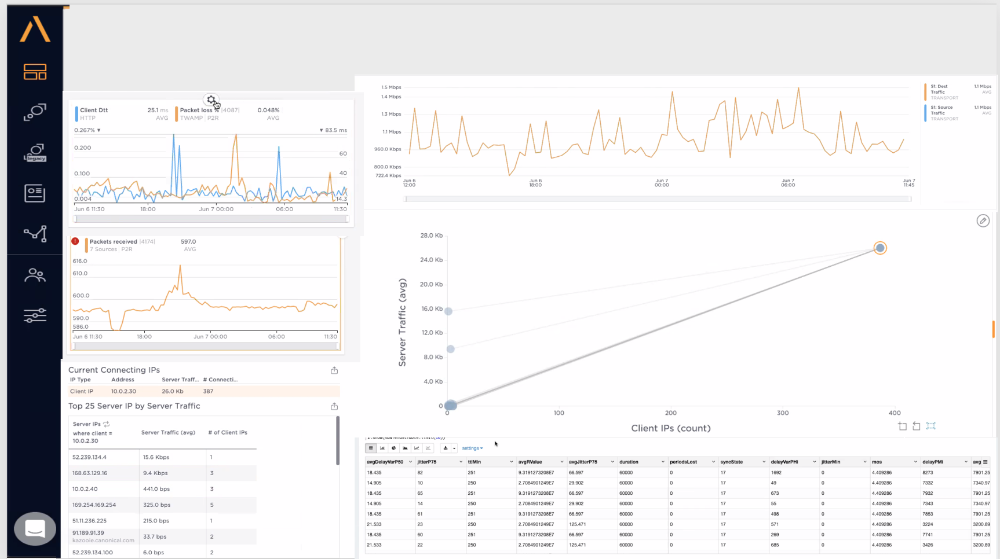 legacy
Client Dtt
HTTP
25.1 ms
AVG
Packet loss % |4087|
TWAMP | P2R
0.048%
AVG
0.267% ▾
▾ 83.5 ms
0.200
0.100
0.004
60
40
14.3
Jun 6 11:30 18:00 Jun 7 00:00 06:00 11:30
Packets received |4174|
7 Sources | P2R
597.0
AVG
616.0
610.0
600.0
590.0
586.0
Jun 6 11:30 18:00 Jun 7 00:00 06:00 11:30
Current Connecting IPs
IP Type Address Server Traff... # Connecti...
Client IP 10.0.2.30 26.0 Kb 387
Top 25 Server IP by Server Traffic
Server IPs
where client =
10.0.2.30
Server Traffic (avg) # of Client IPs
52.239.134.4 15.6 Kbps 1
168.63.129.16 9.4 Kbps 3
10.0.2.40 441.0 bps 3
169.254.169.254 325.0 bps 5
51.11.236.225 215.0 bps 1
91.189.91.39
kazooie.canonical.com
33.7 bps 2
52.239.134.100 6.0 bps 2
1.5 Mbps
1.4 Mbps
1.3 Mbps
1.1 Mbps
960.0 Kbps
800.0 Kbps
722.4 Kbps
Jun 6
12:00
Jun 6
18:00
Jun 7
00:00
Jun 7
06:00
Jun 7
11:45
S1: Dest
Traffic
TRANSPORT
1.1 Mbps
AVG
S1: Source
Traffic
TRANSPORT
1.1 Mbps
AVG
Server Traffic (avg)
28.0 Kb
24.0 Kb
20.0 Kb
16.0 Kb
12.0 Kb
8.0 Kb
4.0 Kb
0
0 100 200 300 400
Client IPs (count)
settings
avgDelayVarP50 jitterP75 ttlMin avgRValue avgJitterP75 duration periodsLost syncState delayVarPHi jitterMin mos delayPMi avg
18.435 82 251 9.3191273208E7 66.597 60000 0 17 1692 0 4.409286 8273 7901.25
14.905 10 250 2.7084901249E7 29.902 60000 0 17 49 0 4.409286 7332 7340.97
18.435 65 251 9.3191273208E7 66.597 60000 0 17 673 0 4.409286 7932 7901.25
14.905 14 250 2.7084901249E7 29.902 60000 0 17 55 0 4.409286 7343 7340.97
18.435 61 251 9.3191273208E7 66.597 60000 0 17 498 0 4.409286 7853 7901.25
21.533 23 250 2.7084901249E7 125.471 60000 0 17 571 0 4.409286 3224 3200.89
18.435 60 251 9.3191273208E7 66.597 60000 0 17 269 0 4.409286 7741 7901.25
21.533 22 250 2.7084901249E7 125.471 60000 0 17 685 0 4.409286 3426 3200.89